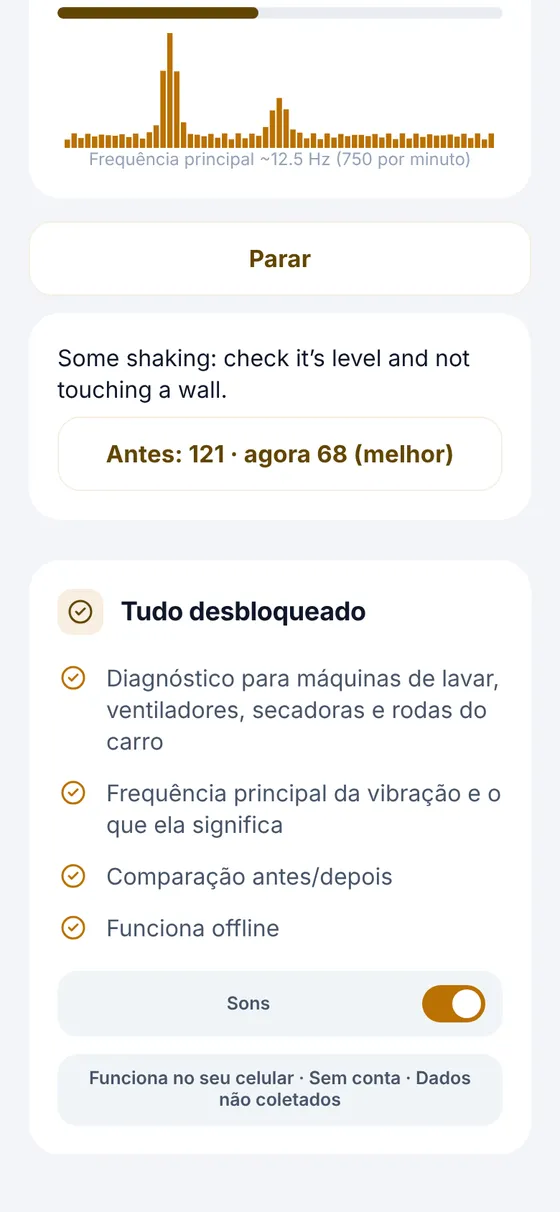 Frequência principal ~12.5 Hz (750 por minuto)
Parar
Some shaking: check it’s level and not
touching a wall.
Antes: 121 · agora 68 (melhor)
Tudo desbloqueado
Diagnóstico para máquinas de lavar,
ventiladores, secadoras e rodas do
carro
Frequência principal da vibração e o
que ela significa
Comparação antes/depois
Funciona offline
Sons
Funciona no seu celular · Sem conta · Dados
não coletados